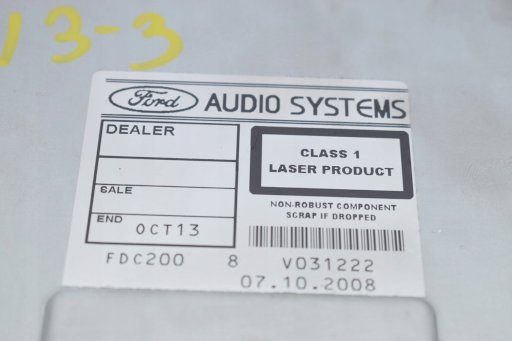 13-3
Ford AUDIO SYSTEMS
DEALER
CLASS 1
LASER PRODUCT
SALE
NON-ROBUST COMPONENT
SCRAP IF DROPPED
END OCT13
FDC200 8 V031222
07.10.2008